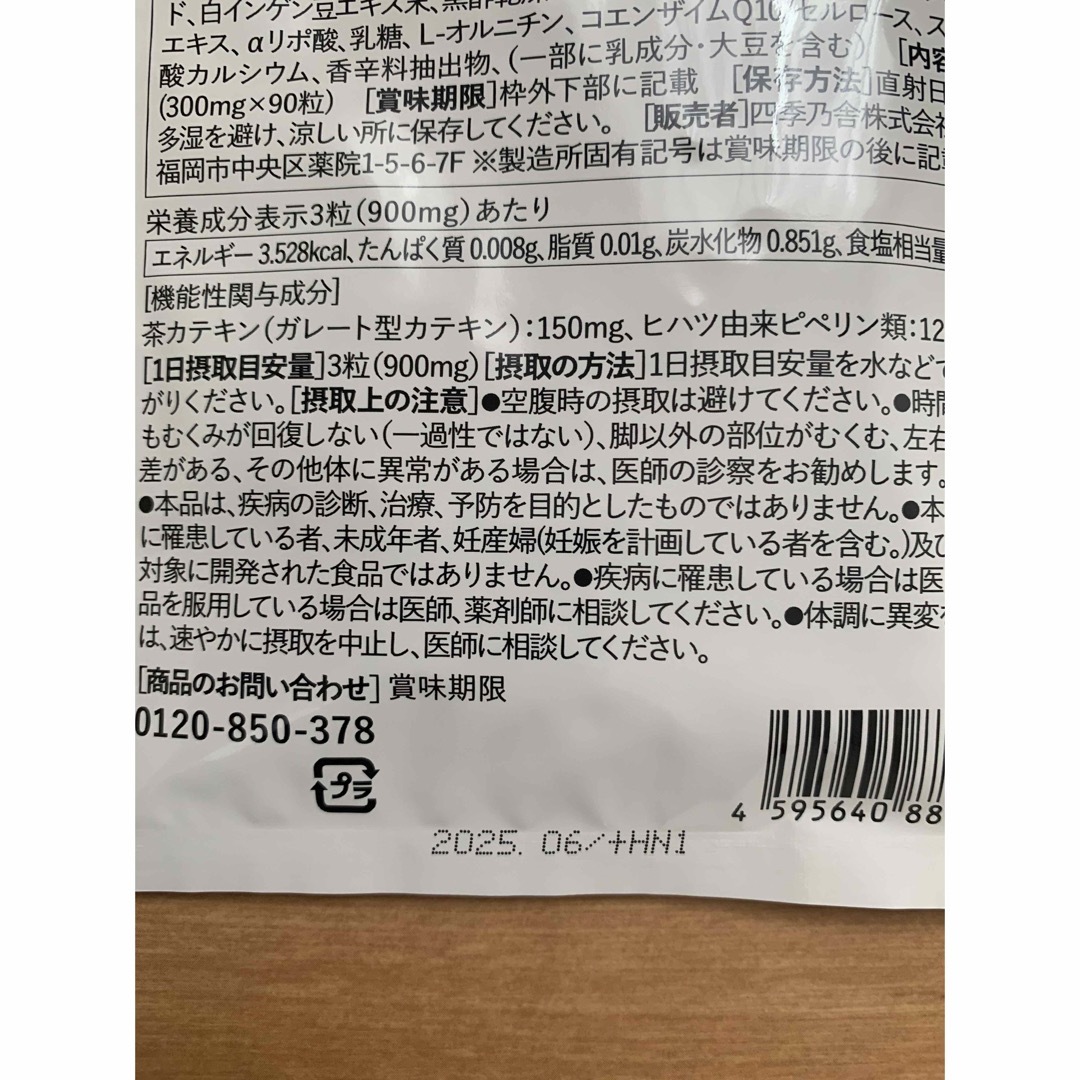 ド、白インゲン豆エキス末、黒酢
エキス、αリポ酸、乳糖、L-オルニチン、コエンザイムQ10、セルロース、ス
酸カルシウム、香辛料抽出物、(一部に乳成分・大豆を含む) [内容
(300mg×90粒) [賞味期限]枠外下部に記載 [保存方法]直射日
多湿を避け、涼しい所に保存してください。 [販売者]四季乃舎株式会社
福岡市中央区薬院1-5-6-7F ※製造所固有記号は賞味期限の後に記載
栄養成分表示3粒(900mg)あたり
エネルギー 3.528kcal、たんぱく質 0.008g、脂質 0.01g、炭水化物 0.851g、食塩相当量
[機能性関与成分]
茶カテキン(ガレート型カテキン):150mg、ヒハツ由来ピペリン類:12
[1日摂取目安量]3粒(900mg)[摂取の方法]1日摂取目安量を水などで
がりください。[摂取上の注意]●空腹時の摂取は避けてください。●時間
もむくみが回復しない(一過性ではない)、脚以外の部位がむくむ、左右
差がある、その他体に異常がある場合は、医師の診察をお勧めします。
●本品は、疾病の診断、治療、予防を目的としたものではありません。●本
に罹患している者、未成年者、妊産婦(妊娠を計画している者を含む。)及び
対象に開発された食品ではありません。●疾病に罹患している場合は医
品を服用している場合は医師、薬剤師に相談してください。●体調に異変を
は、速やかに摂取を中止し、医師に相談してください。
[商品のお問い合わせ] 賞味期限
0120-850-378
プラ
4 595640 88
2025. 06/+HN1